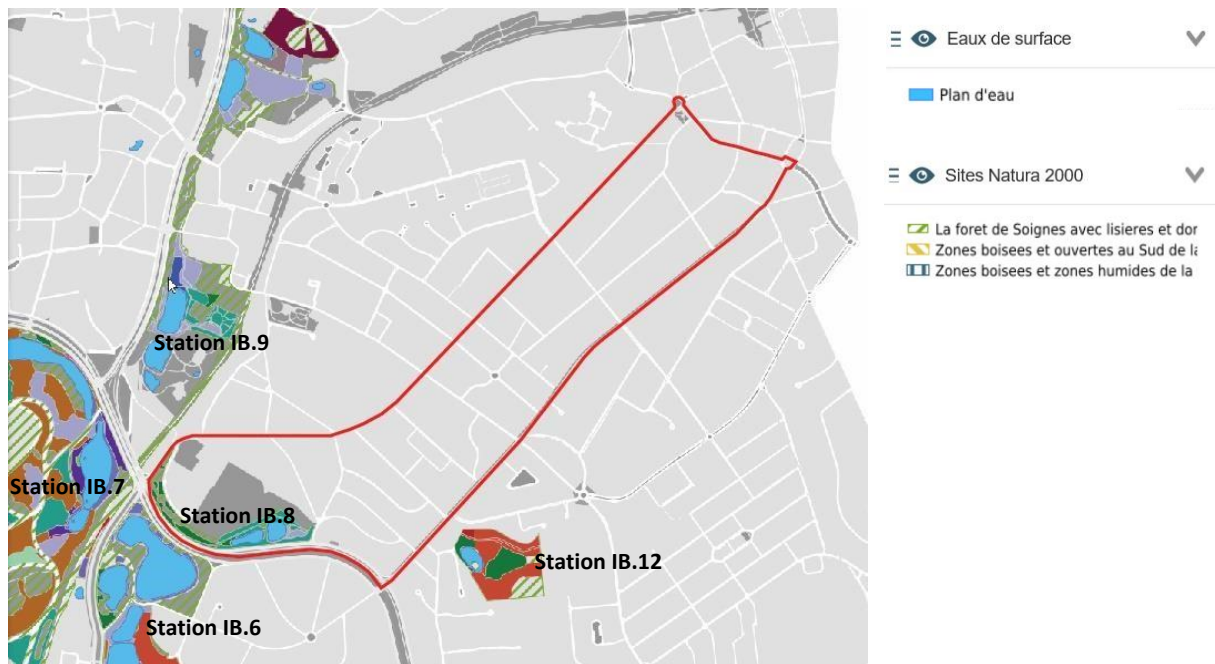 Station IB.9
Station IB.7
Station IB.8
Station IB.12
Station IB.6
Eaux de surface
Plan d'eau
Sites Natura 2000
La foret de Soignes avec lisieres et dor
Zones boisees et ouvertes au Sud de la
Zones boisees et zones humides de la